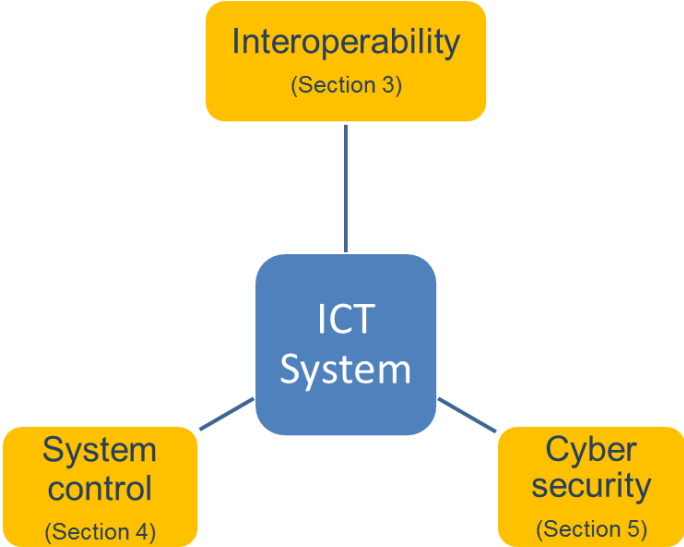 Interoperability
(Section 3)
ICT
System
System
control
(Section 4)
Cyber
security
(Section 5)